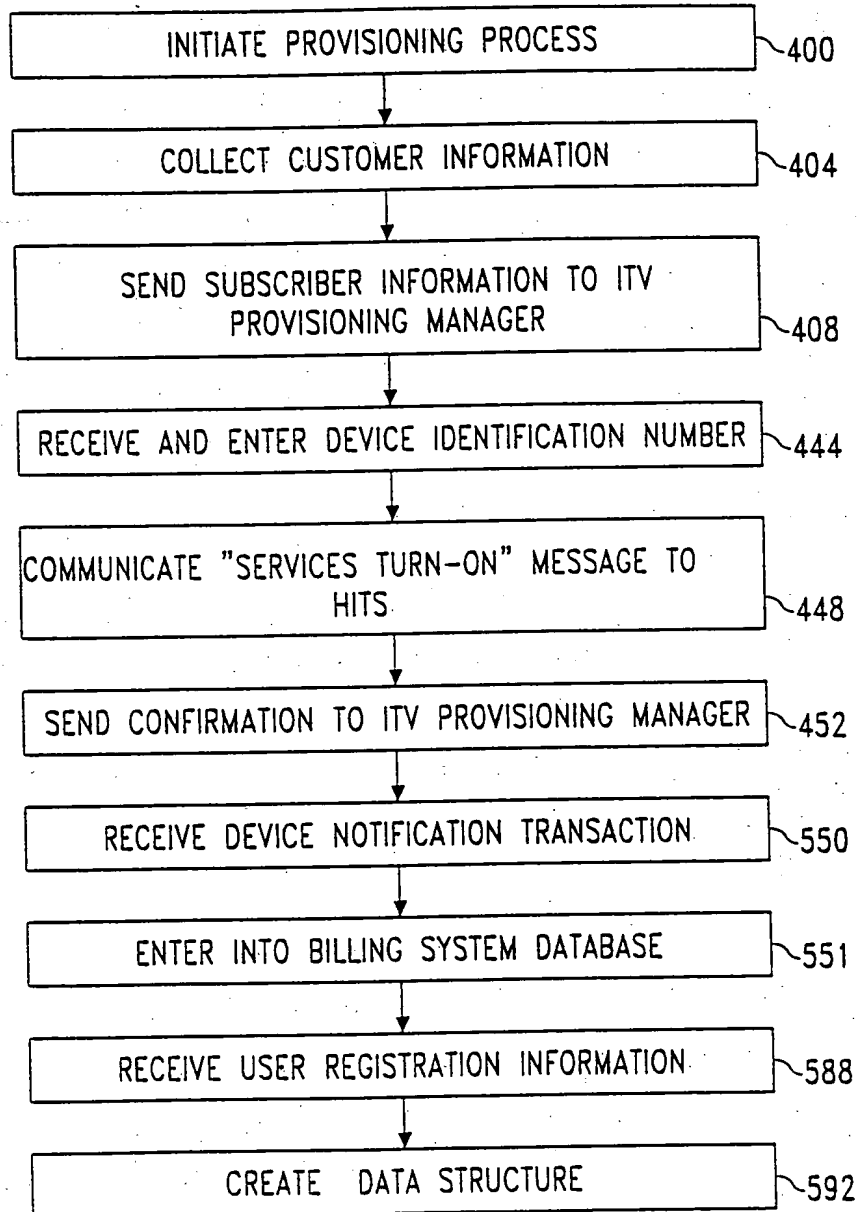 INITIATE PROVISIONING PROCESS
400
COLLECT CUSTOMER INFORMATION
404
SEND SUBSCRIBER INFORMATION TO ITV
PROVISIONING MANAGER
408
RECEIVE AND ENTER DEVICE IDENTIFICATION NUMBER
444
COMMUNICATE "SERVICES TURN-ON" MESSAGE TO
HITS
448
SEND CONFIRMATION TO ITV PROVISIONING MANAGER
452
RECEIVE DEVICE NOTIFICATION TRANSACTION
550
ENTER INTO BILLING SYSTEM DATABASE
551
RECEIVE USER REGISTRATION INFORMATION
588
CREATE DATA STRUCTURE
592